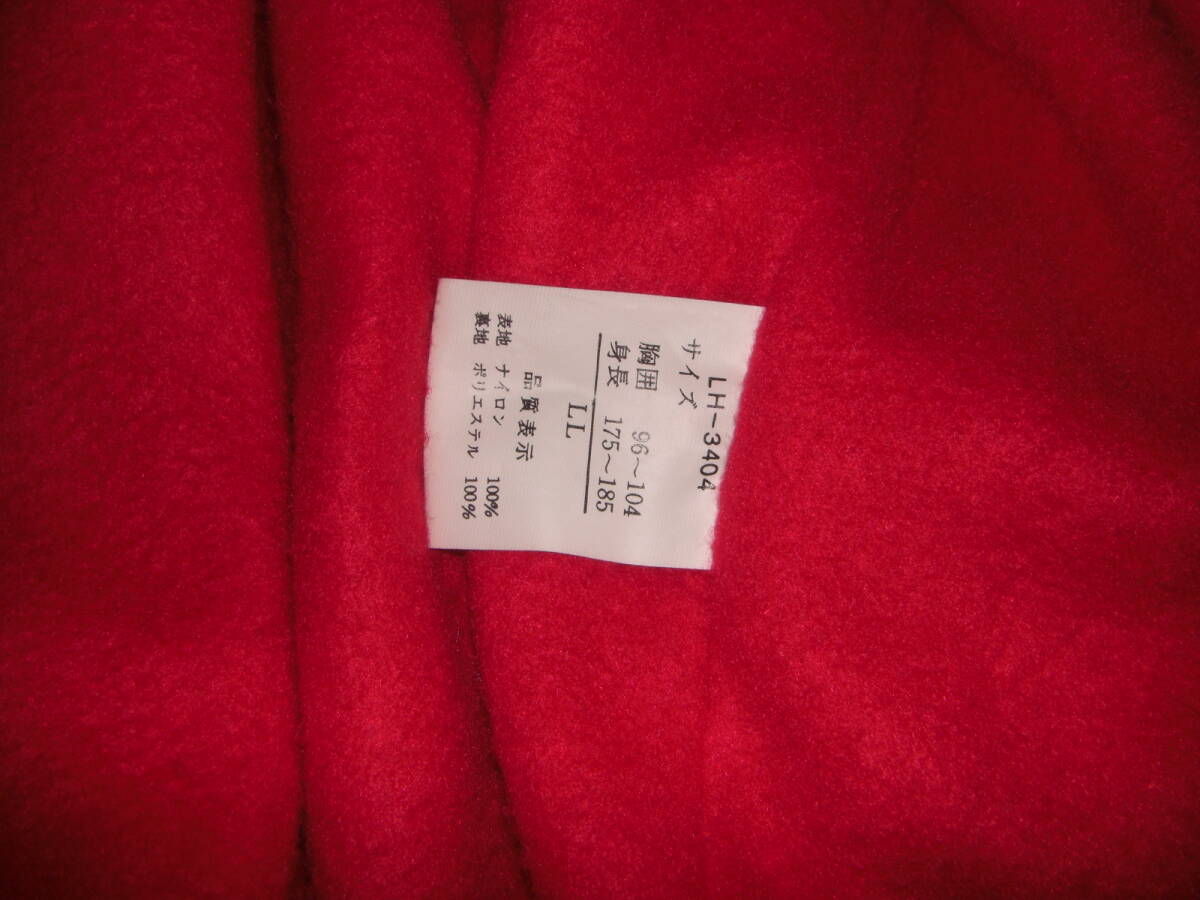 LH-3404
サイズ
胸囲 96〜104
身長 175〜185
LL
品質表示
表地 ナイロン 100%
裏地 ポリエステル 100%